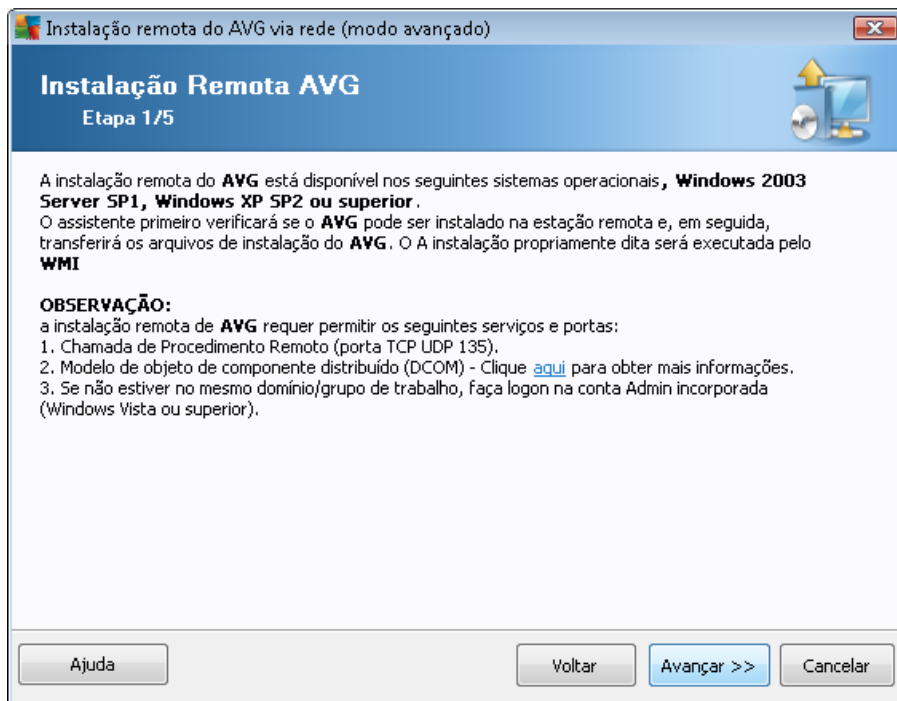 Instalação remota do AVG via rede (modo avançado)
Instalação Remota AVG
Etapa 1/5
A instalação remota do AVG está disponível nos seguintes sistemas operacionais, Windows 2003
Server SP1, Windows XP SP2 ou superior.
O assistente primeiro verificará se o AVG pode ser instalado na estação remota e, em seguida,
transferirá os arquivos de instalação do AVG. O A instalação propriamente dita será executada pelo
WMI
OBSERVAÇÃO:
a instalação remota de AVG requer permitir os seguintes serviços e portas:
1. Chamada de Procedimento Remoto (porta TCP UDP 135).
2. Modelo de objeto de componente distribuído (DCOM) - Clique aqui para obter mais informações.
3. Se não estiver no mesmo domínio/grupo de trabalho, faça logon na conta Admin incorporada
(Windows Vista ou superior).
Ajuda Voltar Avançar >> Cancelar